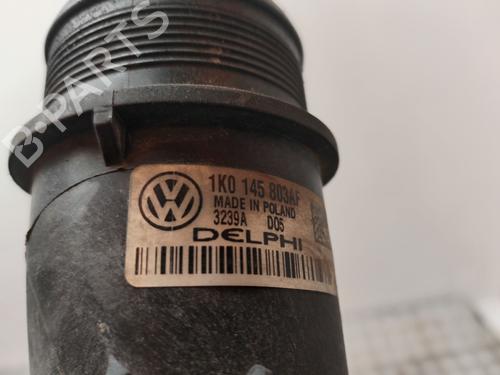 B-PARTS
1K0 145 803AF
MADE IN POLAND
3239A D05
DELPHI